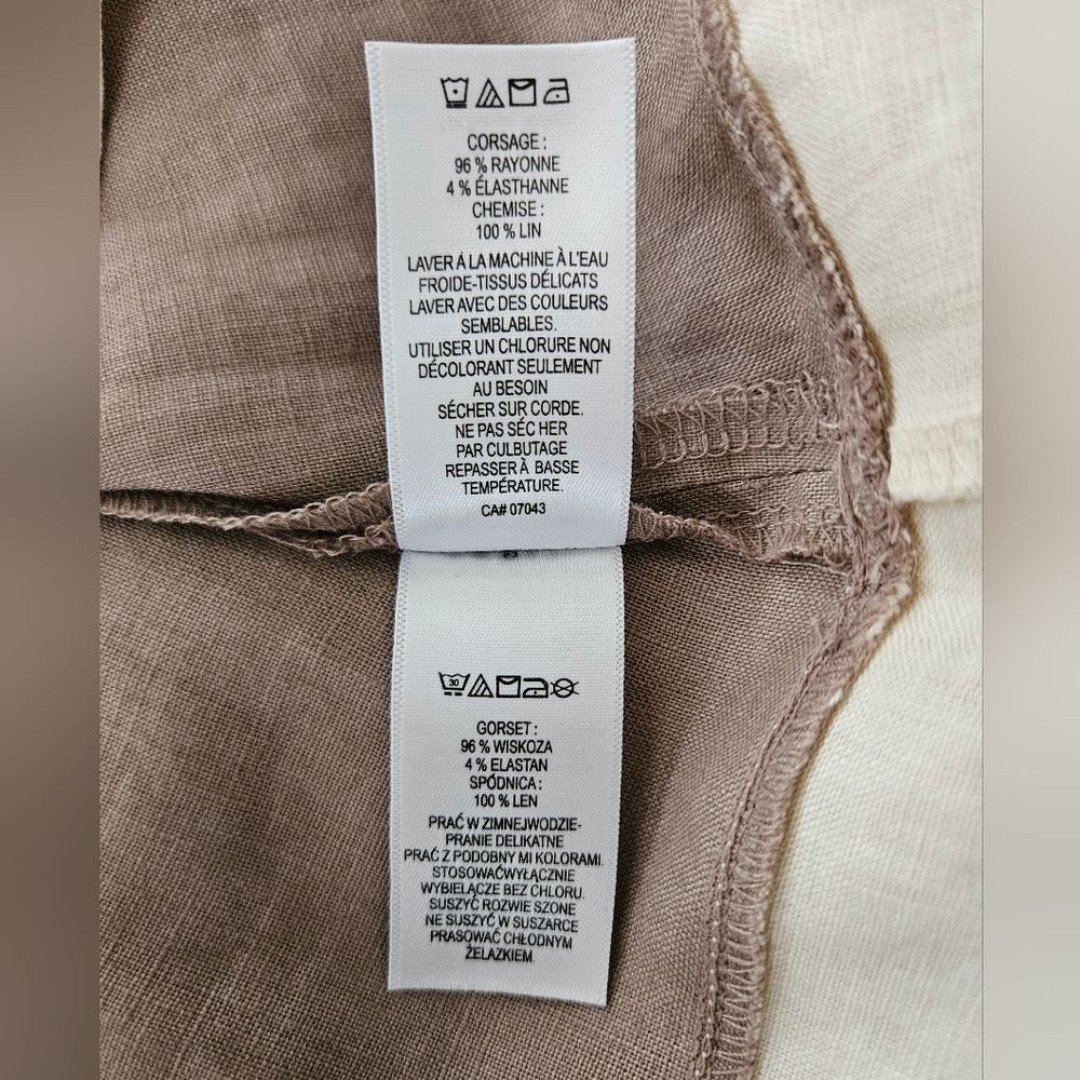 CORSAGE :
96 % RAYONNE
4 % ÉLASTHANNE
CHEMISE :
100 % LIN
LAVER Á LA MACHINE À L'EAU
FROIDE-TISSUS DÉLICATS
LAVER AVEC DES COULEURS
SEMBLABLES.
UTILISER UN CHLORURE NON
DÉCOLORANT SEULEMENT
AU BESOIN
SÉCHER SUR CORDE.
NE PAS SÉC HER
PAR CULBUTAGE
REPASSER À BASSE
TEMPÉRATURE.
CA# 07043
30
GORSET :
96 % WISKOZA
4 % ELASTAN
SPÓDNICA :
100 % LEN
PRAĆ W ZIMNEJWODZIE-
PRANIE DELIKATNE
PRAĆ Z PODOBNY MI KOLORAMI.
STOSOWAĆWYŁĄCZNIE
WYBIELĄCZE BEZ CHLORU.
SUSZYĆ ROZWIE SZONE
NE SUSZYĆ W SUSZARCE
PRASOWAĆ CHŁODNYM
ŻELAZKIEM.